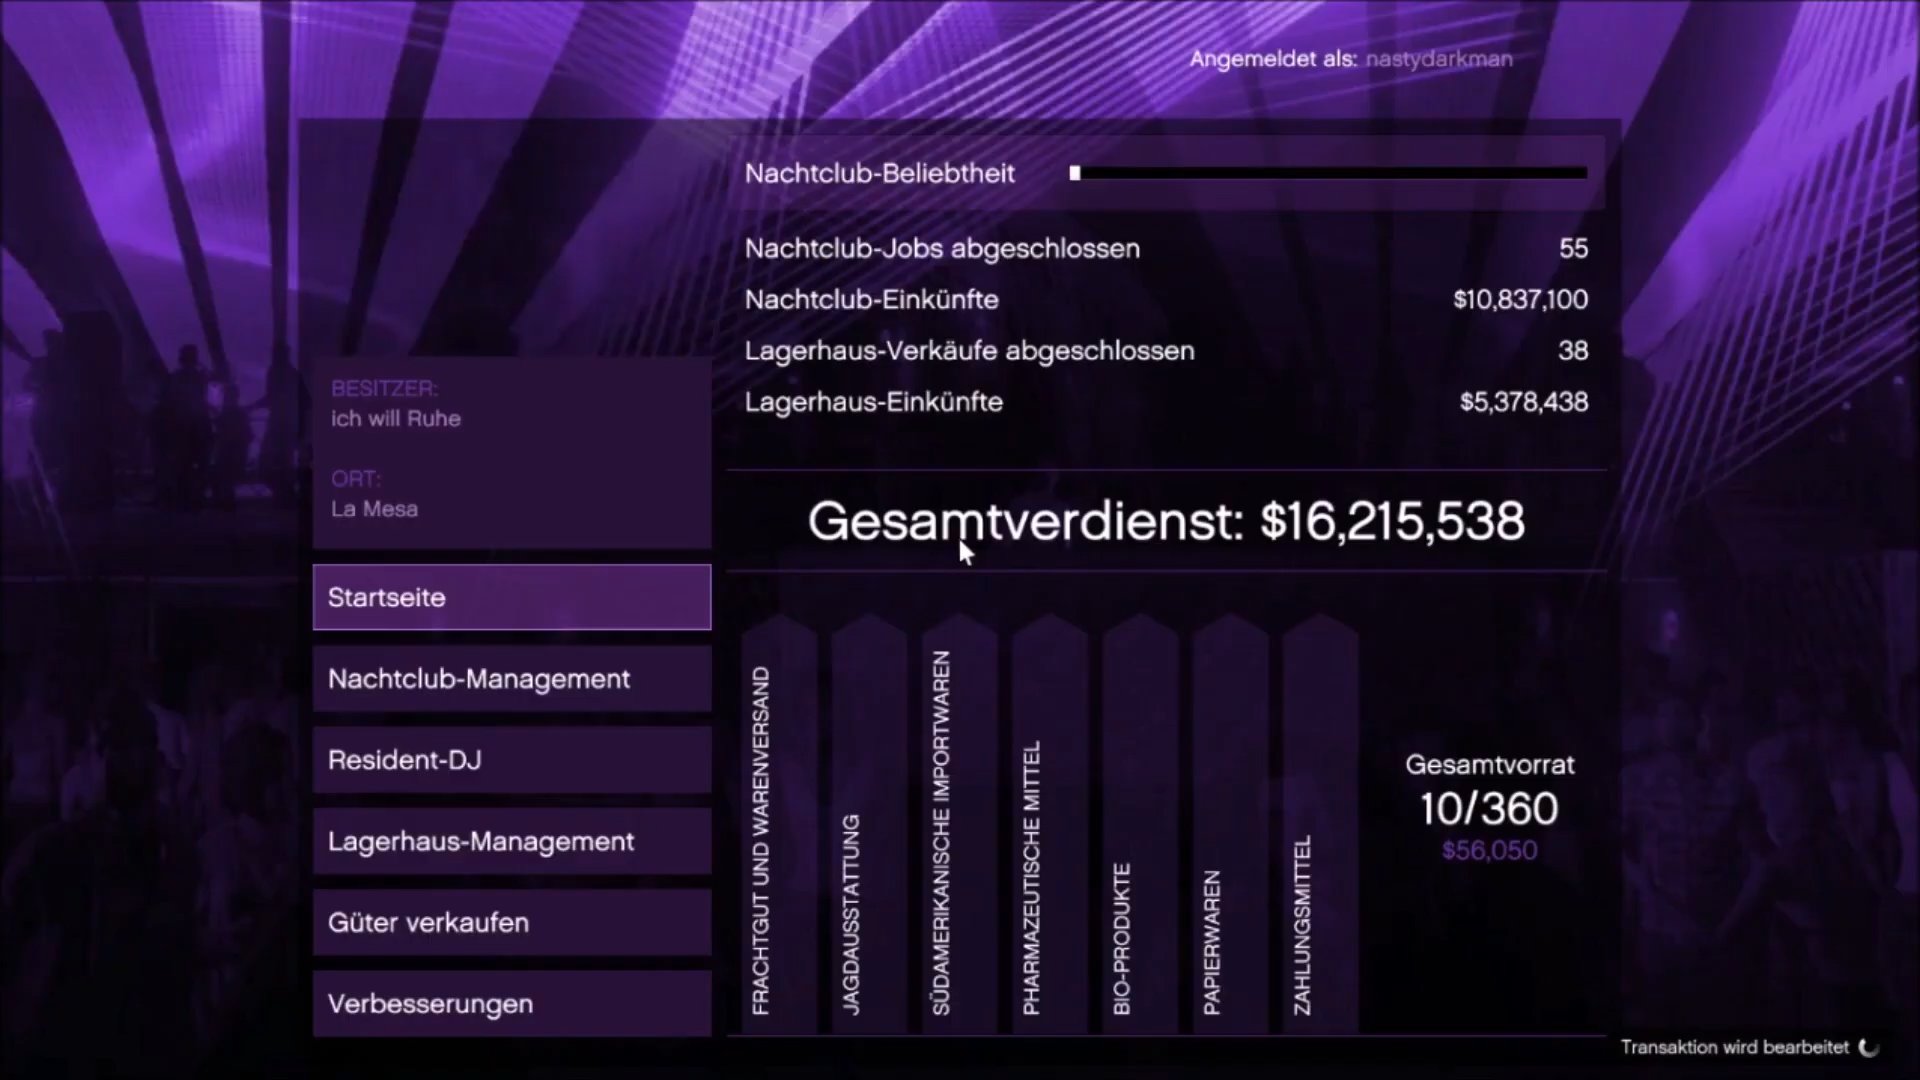 Angemeldet als: nastydarkman
Nachtclub-Beliebtheit
Nachtclub-Jobs abgeschlossen 55
Nachtclub-Einkünfte $10,837,100
Lagerhaus-Verkäufe abgeschlossen 38
Lagerhaus-Einkünfte $5,378,438
BESITZER:
ich will Ruhe
ORT:
La Mesa
Gesamtverdienst: $16,215,538
Startseite
Nachtclub-Management
Resident-DJ
Lagerhaus-Management
Güter verkaufen
Verbesserungen
FRACHTGUT UND WARENVERSAND
JAGDAUSSTATTUNG
SÜDAMERIKANISCHE IMPORTWAREN
PHARMAZEUTISCHE MITTEL
BIO-PRODUKTE
PAPIERWAREN
ZAHLUNGSMITTEL
Gesamtvorrat
10/360
$56,050
Transaktion wird bearbeitet